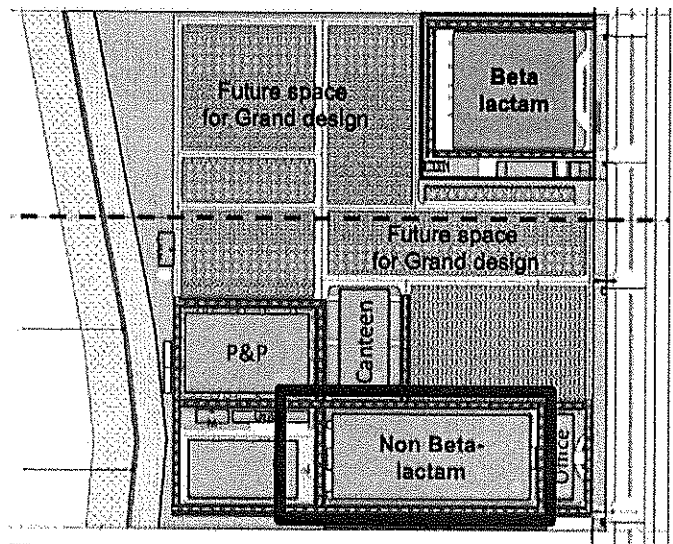 Future space
for Grand design
Beta
lactam
Future space
for Grand design
P&P
Canteen
Non Beta-
lactam
Office